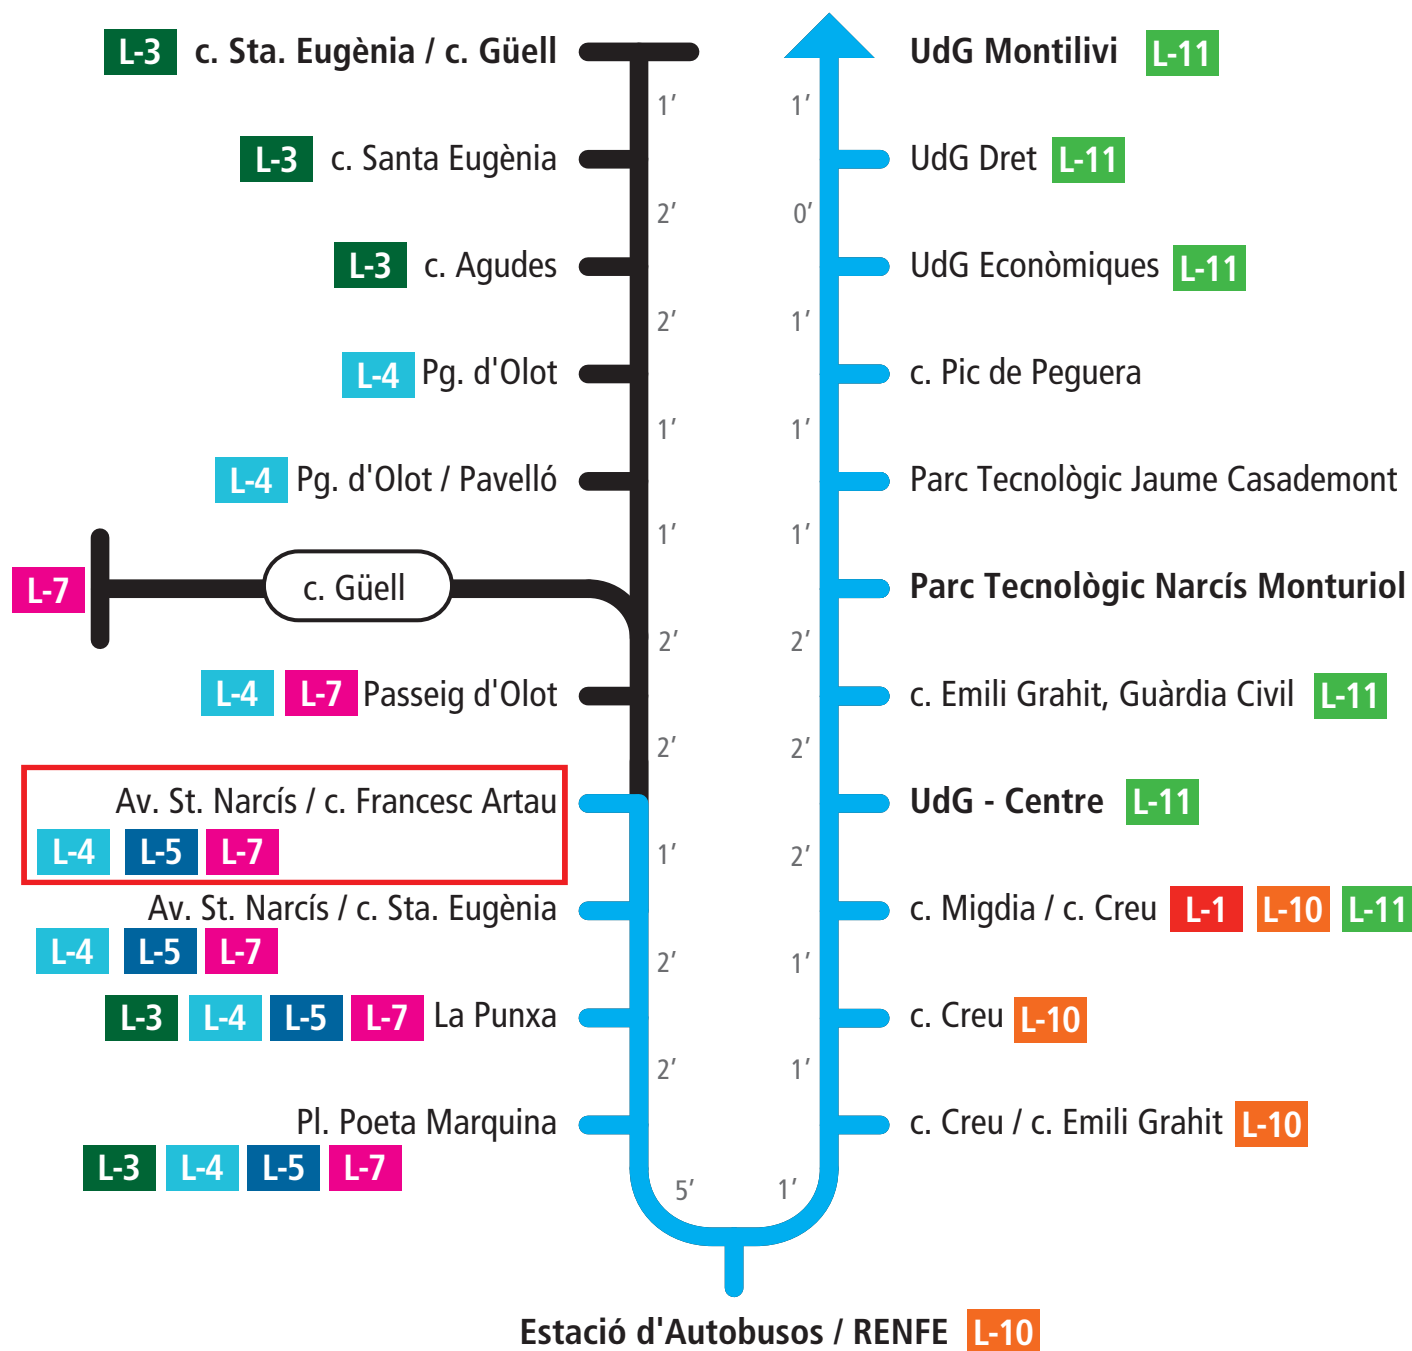 L-3 c. Sta. Eugènia / c. Güell
1’
L-3 c. Santa Eugènia
2’
L-3 c. Agudes
2’
L-4 Pg. d'Olot
1’
L-4 Pg. d'Olot / Pavelló
1’
L-7 c. Güell
2’
L-4 L-7 Passeig d'Olot
2’
Av. St. Narcís / c. Francesc Artau
L-4 L-5 L-7
1’
Av. St. Narcís / c. Sta. Eugènia
L-4 L-5 L-7
2’
L-3 L-4 L-5 L-7 La Punxa
2’
Pl. Poeta Marquina
L-3 L-4 L-5 L-7
5’
Estació d'Autobusos / RENFE L-10
UdG Montilivi L-11
1’
UdG Dret L-11
0’
UdG Econòmiques L-11
1’
c. Pic de Peguera
1’
Parc Tecnològic Jaume Casademont
1’
Parc Tecnològic Narcís Monturiol
2’
c. Emili Grahit, Guàrdia Civil L-11
2’
UdG - Centre L-11
2’
c. Migdia / c. Creu L-1 L-10 L-11
1’
c. Creu L-10
1’
c. Creu / c. Emili Grahit L-10
1’